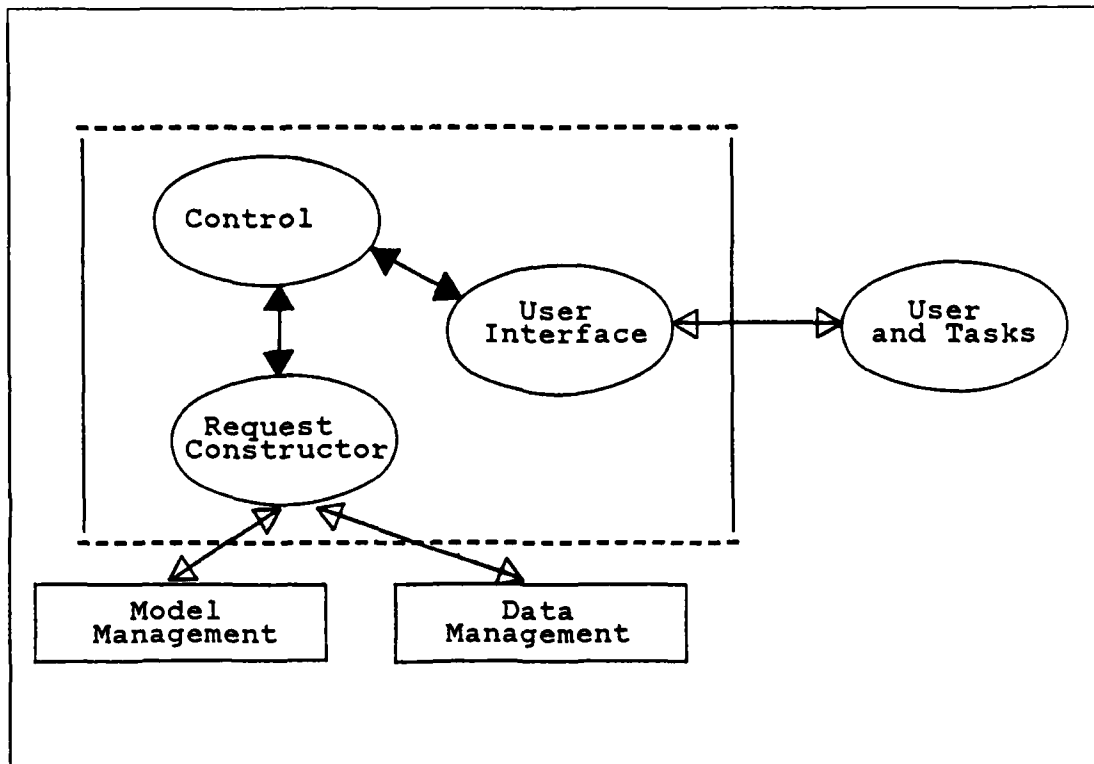 Control
User
Interface
User
and Tasks
Request
Constructor
Model
Management
Data
Management